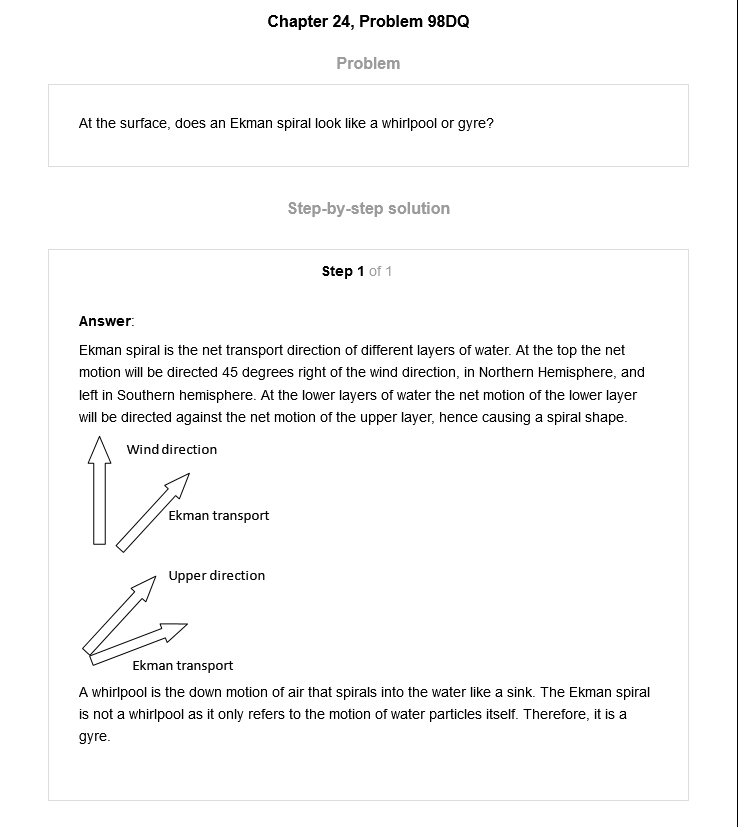 Chapter 24, Problem 98DQ
Problem
At the surface, does an Ekman spiral look like a whirlpool or gyre?
Step-by-step solution
Step 1 of 1
Answer:
Ekman spiral is the net transport direction of different layers of water. At the top the net
motion will be directed 45 degrees right of the wind direction, in Northern Hemisphere, and
left in Southern hemisphere. At the lower layers of water the net motion of the lower layer
will be directed against the net motion of the upper layer, hence causing a spiral shape.
Wind direction
Ekman transport
Upper direction
Ekman transport
A whirlpool is the down motion of air that spirals into the water like a sink. The Ekman spiral
is not a whirlpool as it only refers to the motion of water particles itself. Therefore, it is a
gyre.